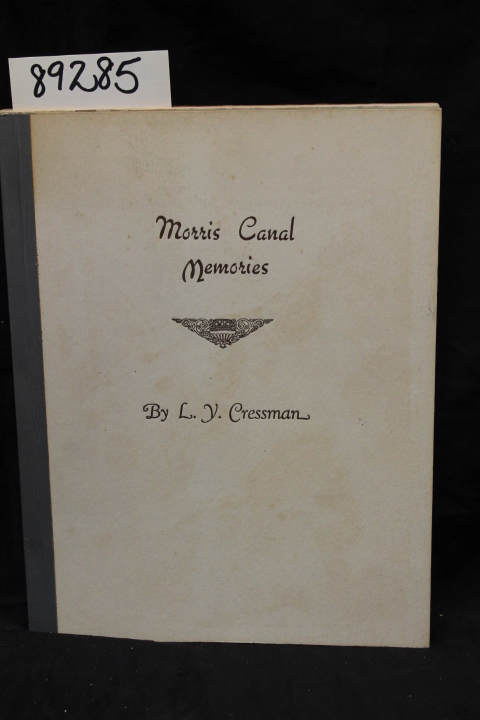 89285
Morris Canal
Memories
By L. Y. Cressman